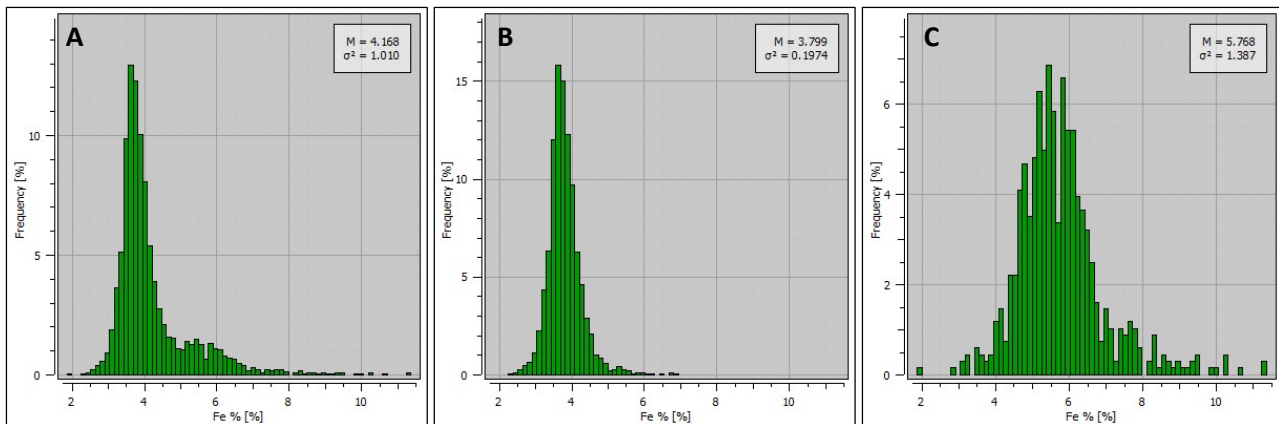 A
M = 4.168
σ² = 1.010
10
5
0
Frequency [%]
2 4 6 8 10
Fe % [%]
B
M = 3.799
σ² = 0.1974
15
10
5
0
Frequency [%]
2 4 6 8 10
Fe % [%]
C
M = 5.768
σ² = 1.387
6
4
2
0
Frequency [%]
2 4 6 8 10
Fe % [%]